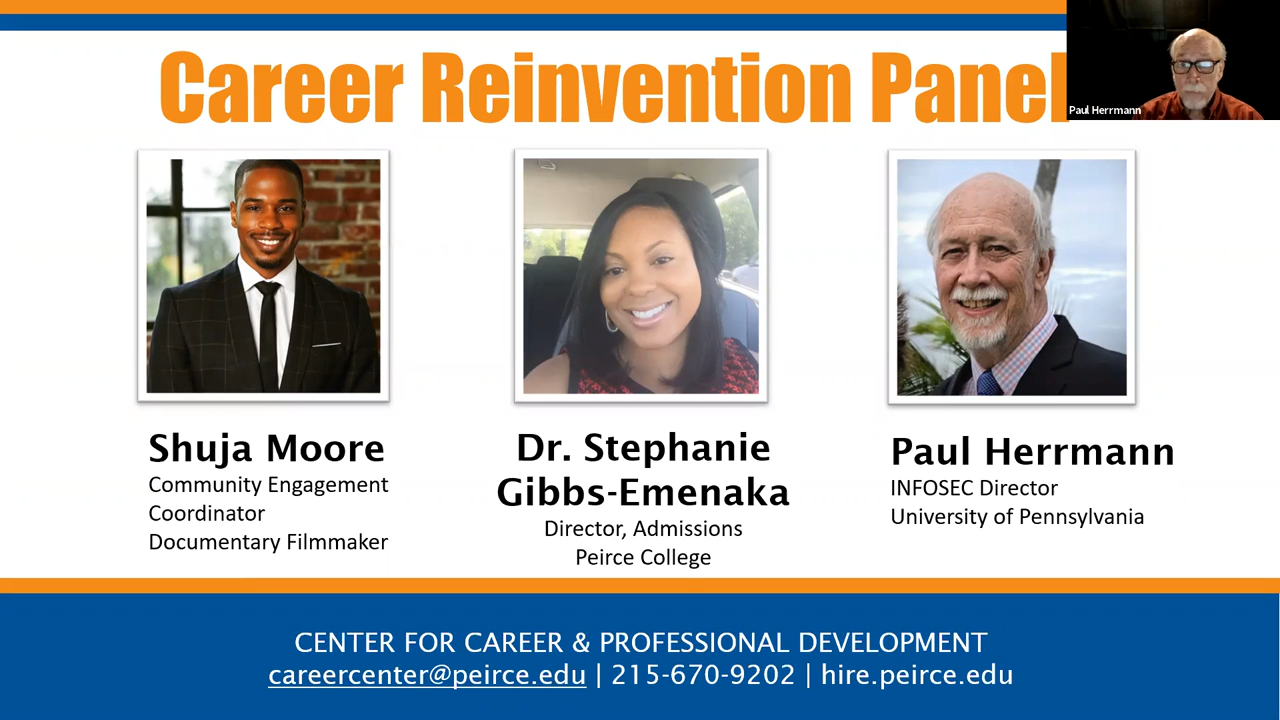 Career Reinvention Panel
Paul Herrmann
Shuja Moore
Community Engagement
Coordinator
Documentary Filmmaker
Dr. Stephanie
Gibbs-Emenaka
Director, Admissions
Peirce College
Paul Herrmann
INFOSEC Director
University of Pennsylvania
CENTER FOR CAREER & PROFESSIONAL DEVELOPMENT
careercenter@peirce.edu | 215-670-9202 | hire.peirce.edu